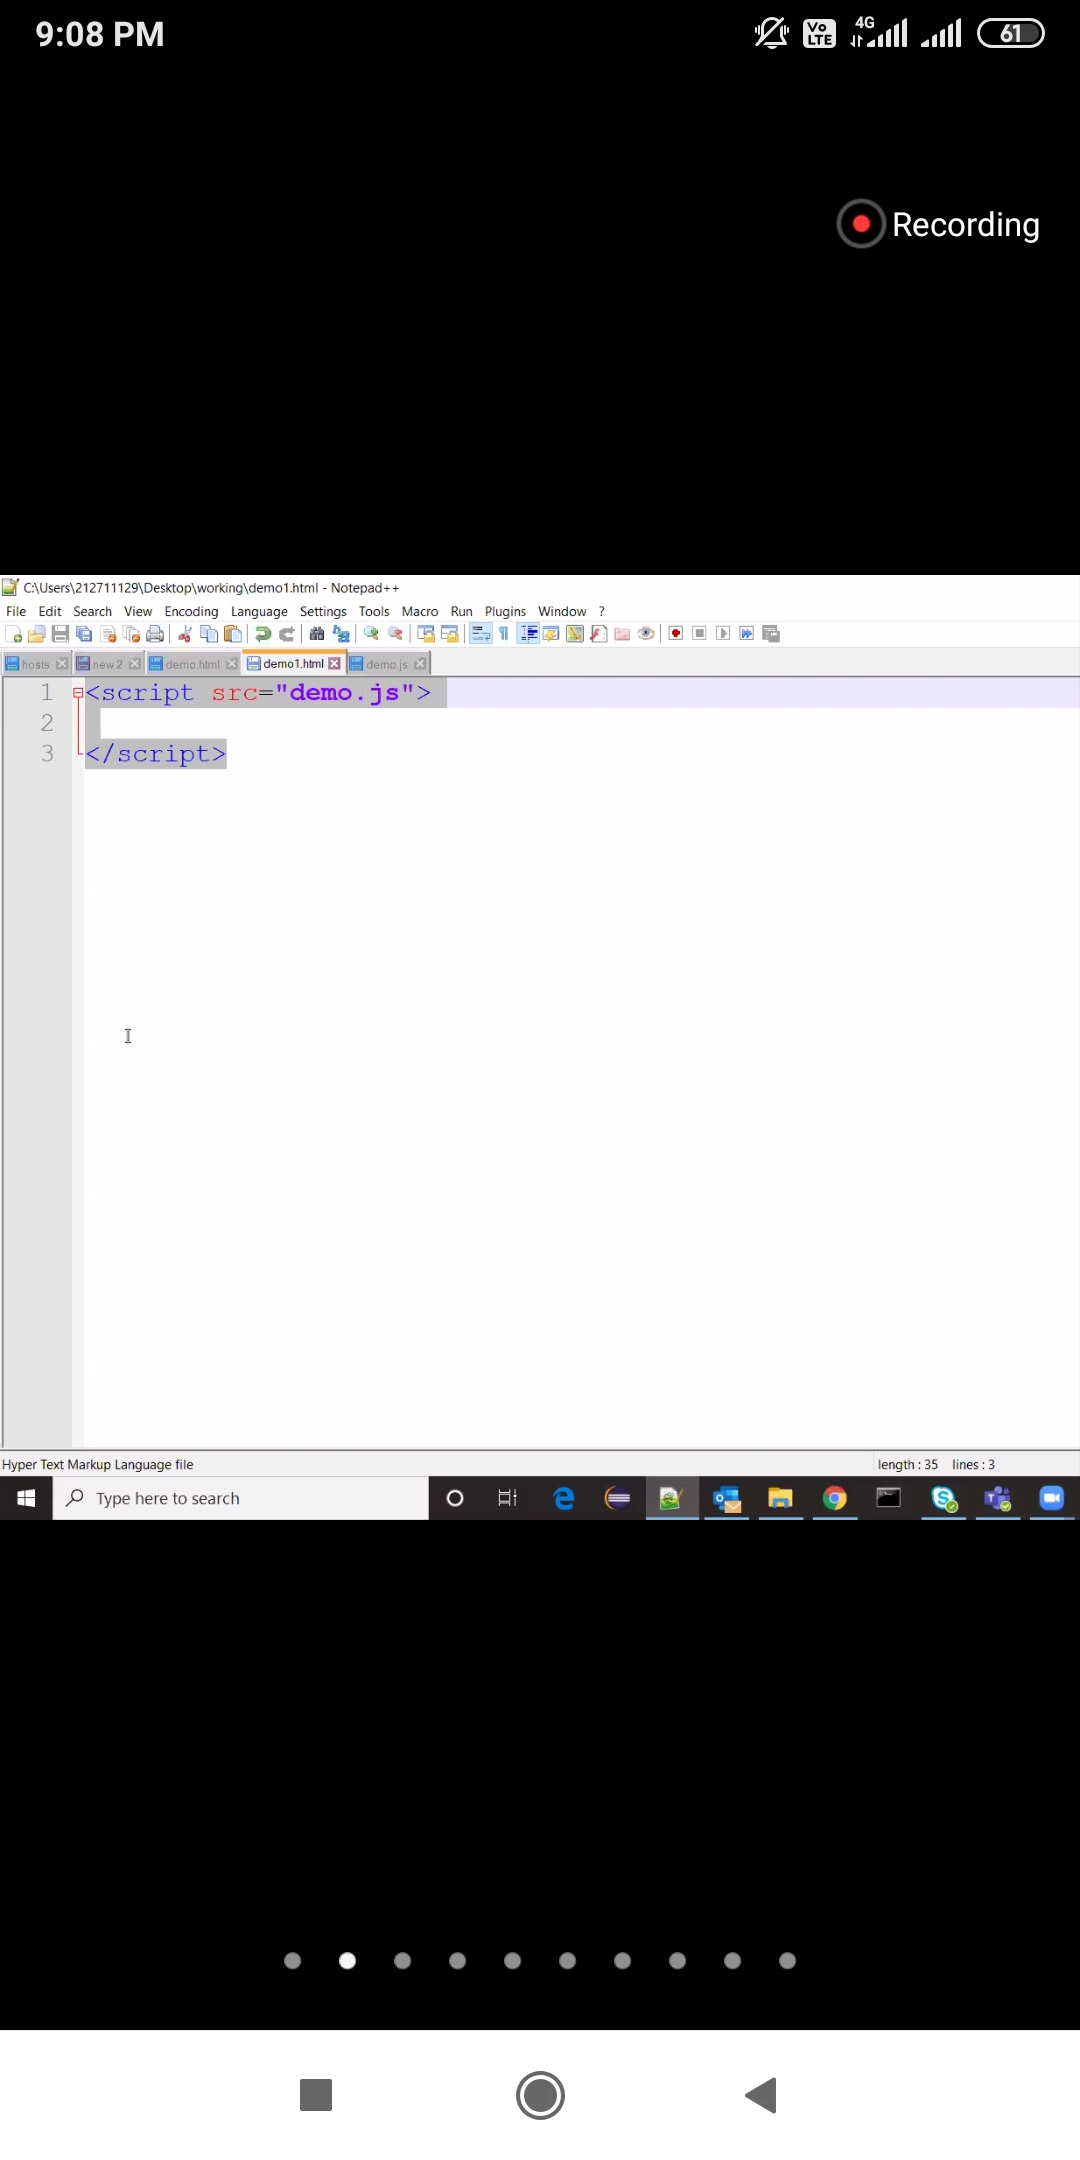 9:08 PM
Vo LTE 4G 61
Recording
C:\Users\212711129\Desktop\working\demo1.html - Notepad++
File Edit Search View Encoding Language Settings Tools Macro Run Plugins Window ?
hosts new 2 demo.html demo1.html demo.js
1 <script src="demo.js">
2
3 </script>
Hyper Text Markup Language file length : 35 lines : 3
Type here to search